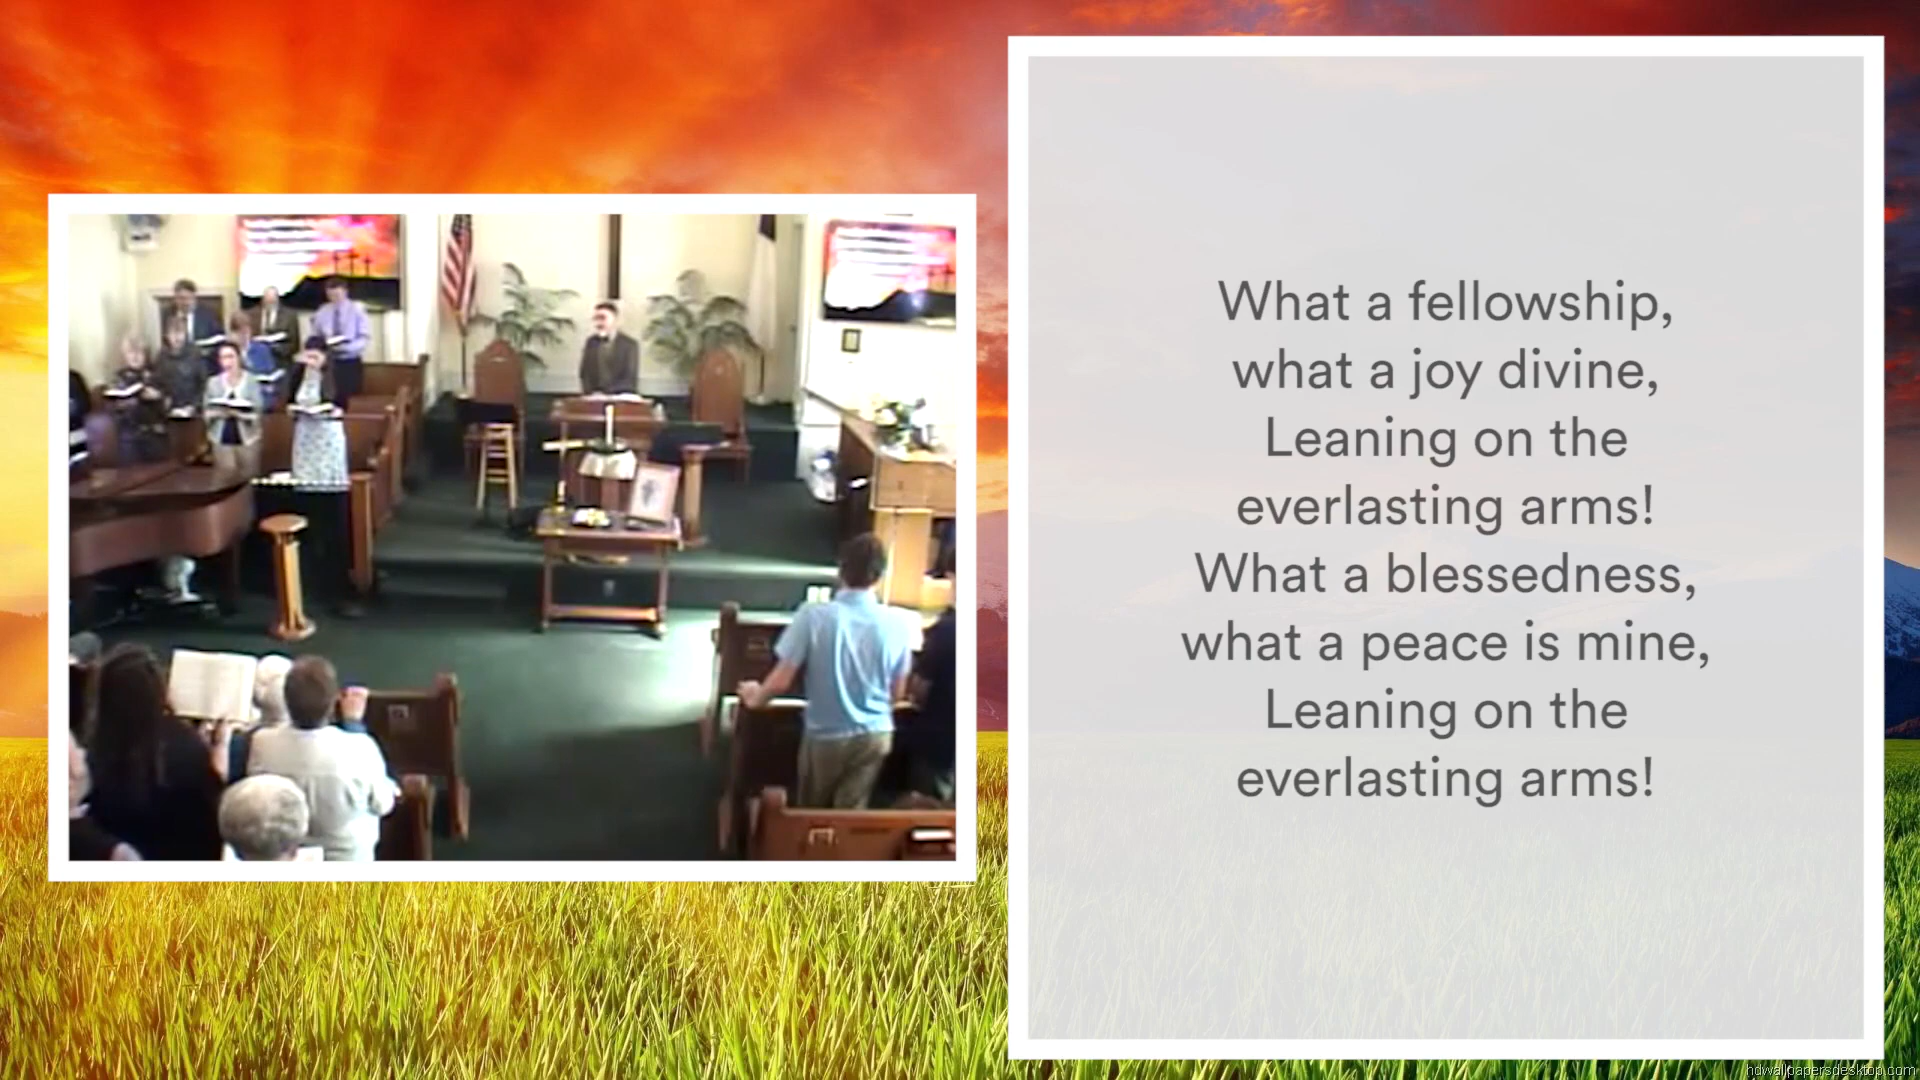 What a fellowship,
what a joy divine,
Leaning on the
everlasting arms!
What a blessedness,
what a peace is mine,
Leaning on the
everlasting arms!
hdwallpapersdesktop.com